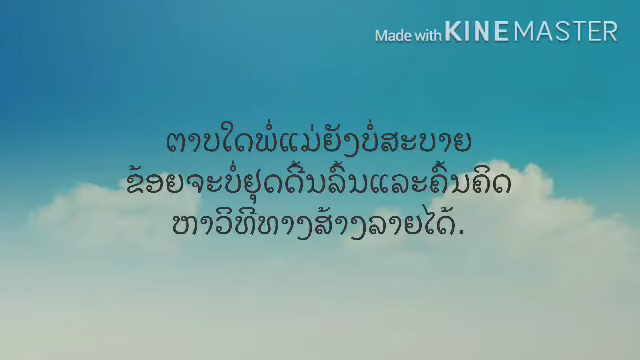 Made with KINEMASTER
ຕາບໃດພໍ່ແມ່ຍັງບໍ່ສະບາຍ
ຂ້ອຍຈະບໍ່ຢຸດດີ້ນລົ້ນແລະຄົ້ນຄິດ
ຫາວິທີທາງສ້າງລາຍໄດ້.